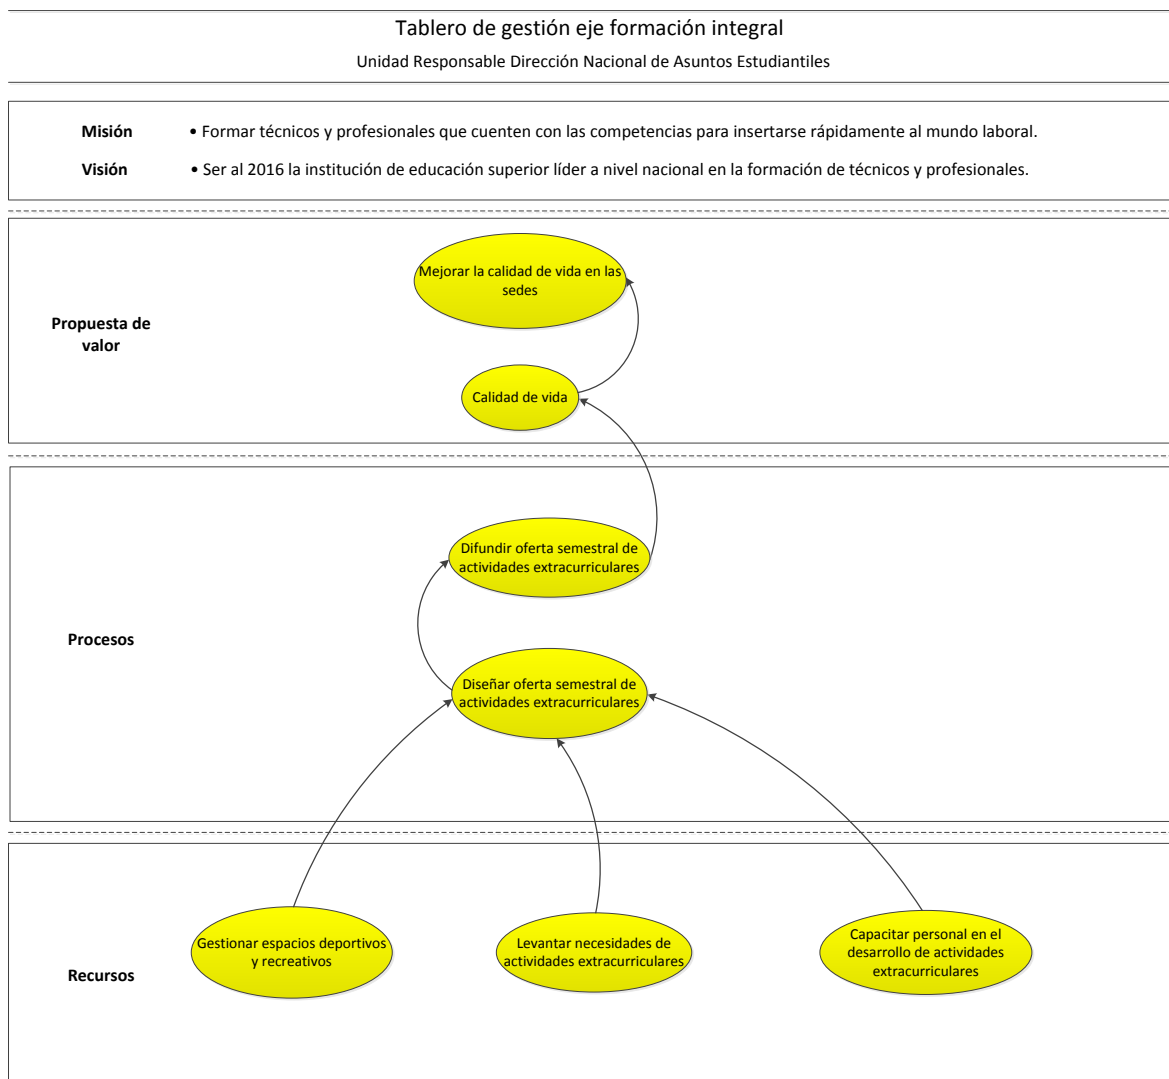 Tablero de gestión eje formación integral
Unidad Responsable Dirección Nacional de Asuntos Estudiantiles
Misión • Formar técnicos y profesionales que cuenten con las competencias para insertarse rápidamente al mundo laboral.
Visión • Ser al 2016 la institución de educación superior líder a nivel nacional en la formación de técnicos y profesionales.
Propuesta de
valor
Mejorar la calidad de vida en las
sedes
Calidad de vida
Procesos
Difundir oferta semestral de
actividades extracurriculares
Diseñar oferta semestral de
actividades extracurriculares
Recursos
Gestionar espacios deportivos
y recreativos
Levantar necesidades de
actividades extracurriculares
Capacitar personal en el
desarrollo de actividades
extracurriculares